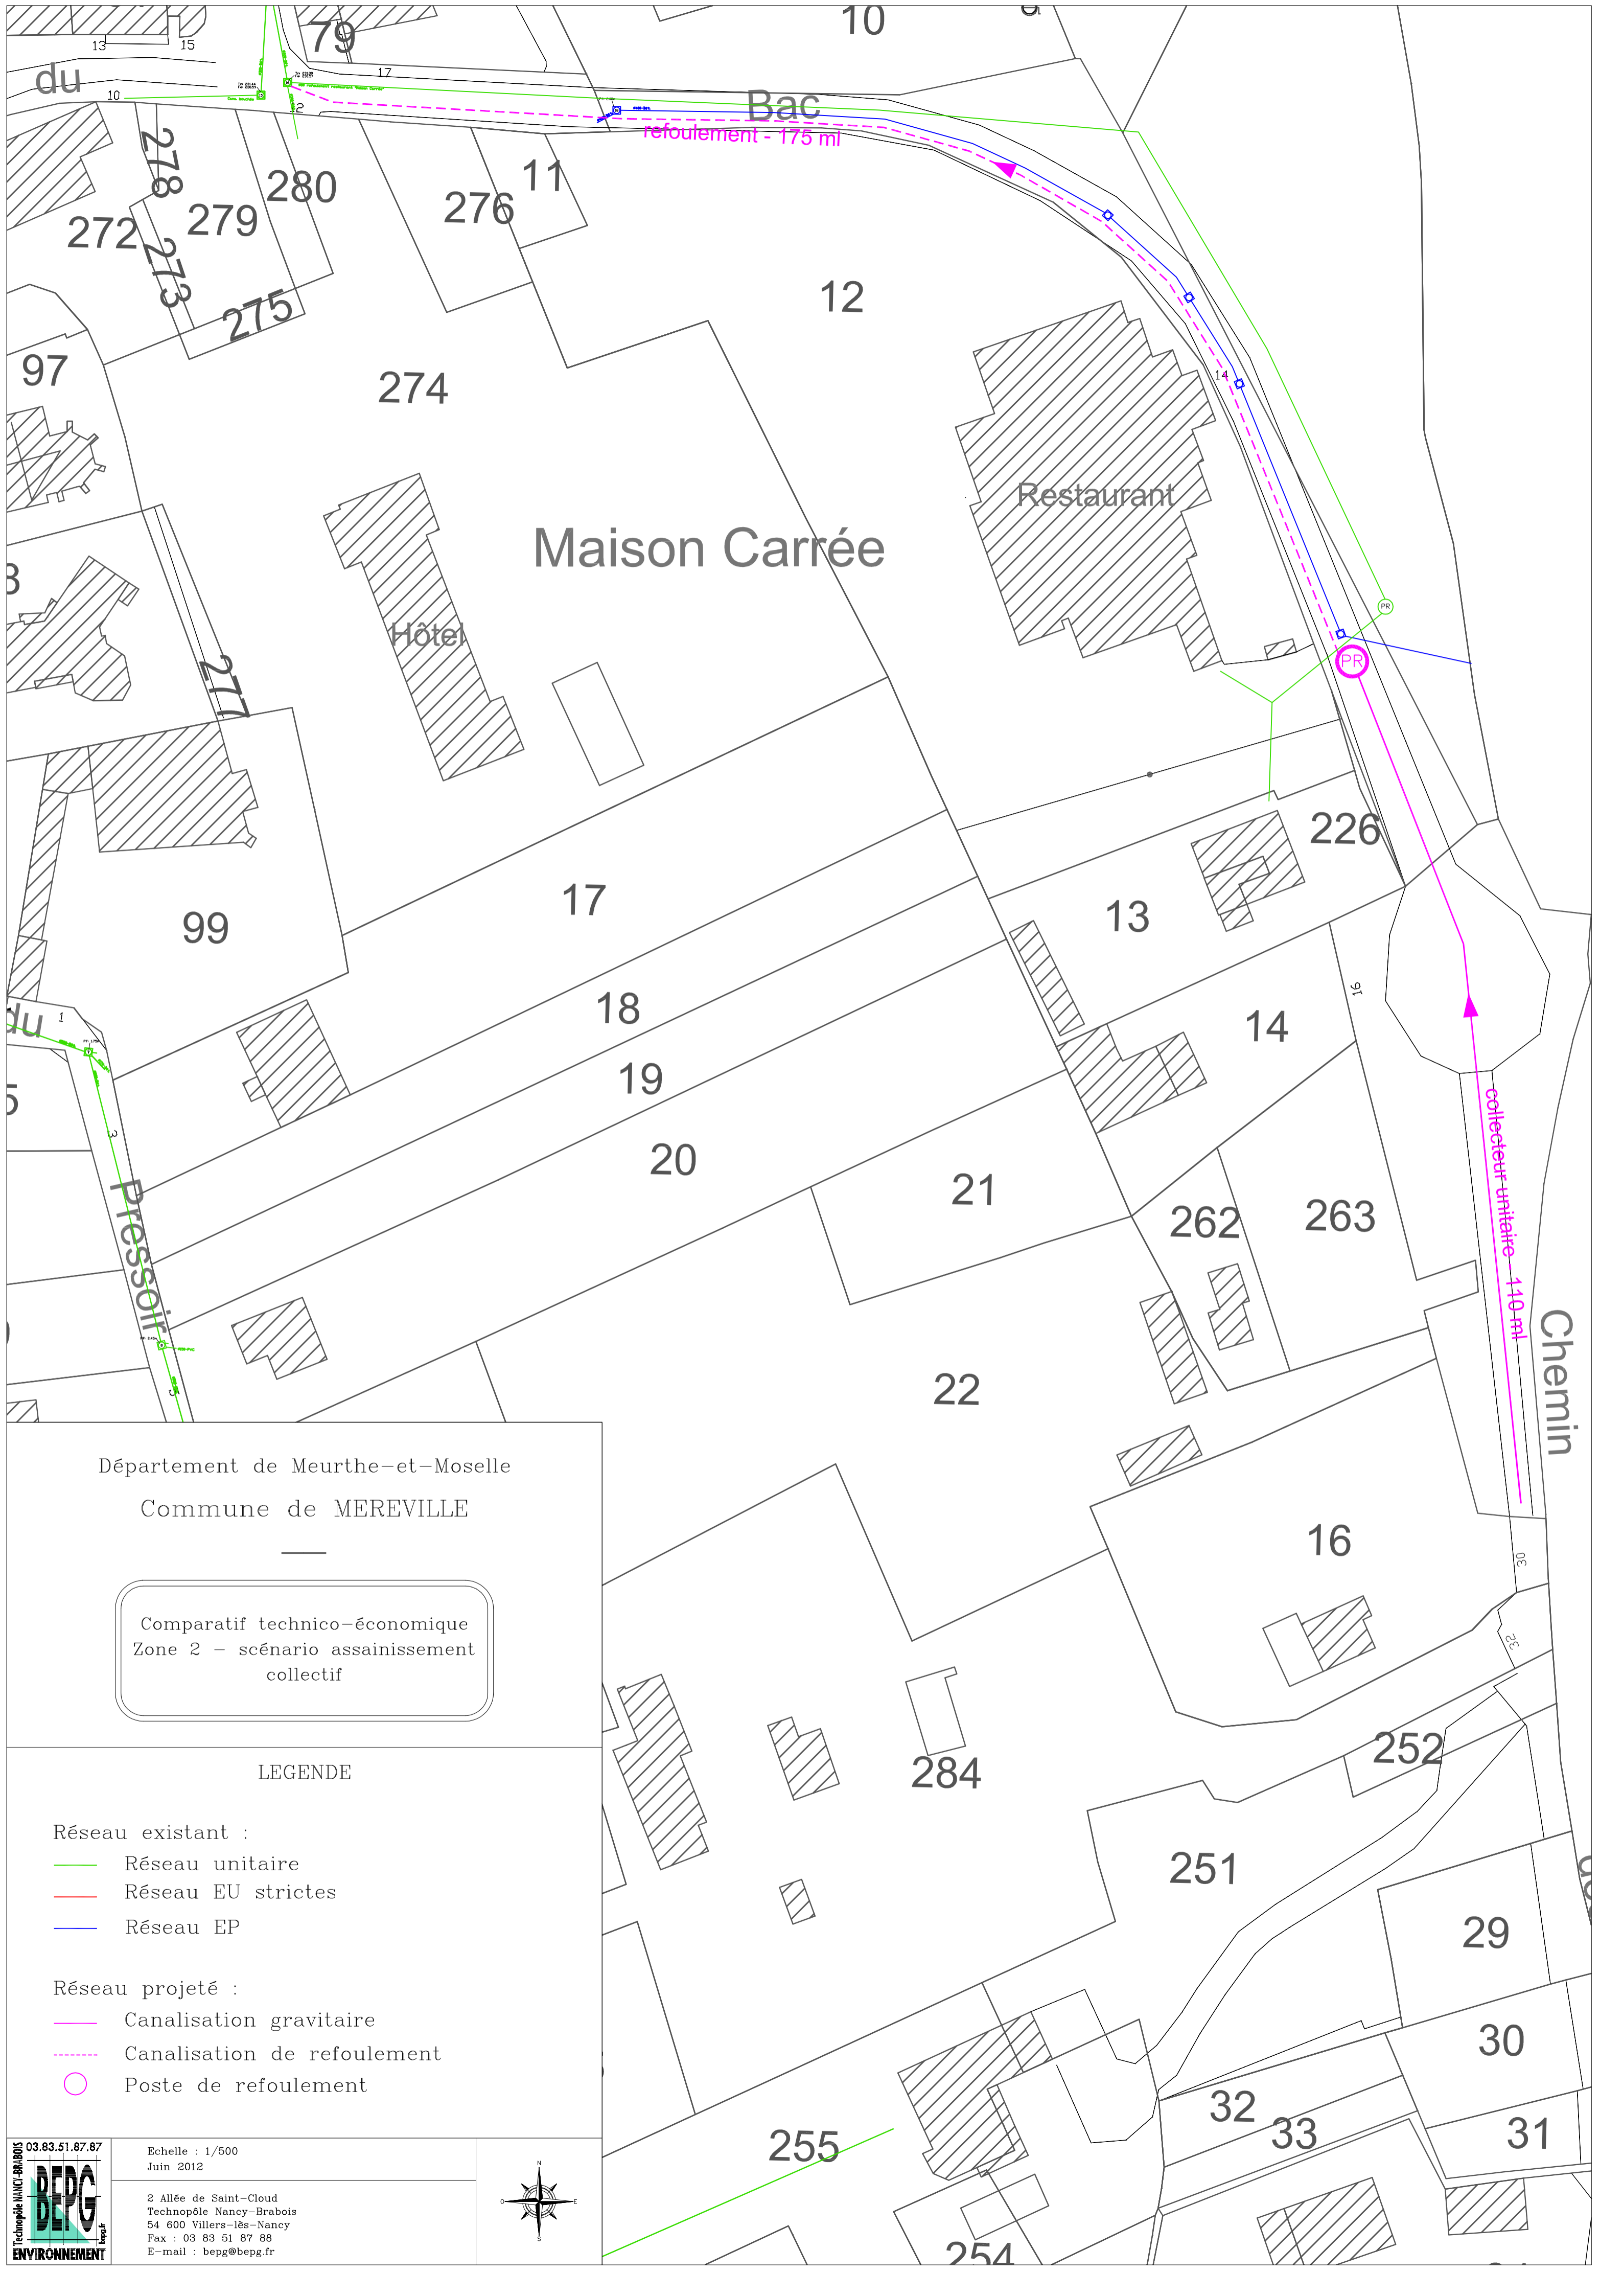 10
79
13
15
17
du
10
12
Bac
refoulement - 175 ml
278
280
11
276
272
279
273
275
12
97
274
14
Restaurant
Maison Carrée
Hôtel
PR
PR
277
226
17
13
99
18
16
14
du
1
19
collecteur unitaire - 110 ml
3
20
21
262
263
Pressoir
Chemin
22
5
16
30
32
252
284
251
29
30
32
33
31
255
254
Département de Meurthe-et-Moselle
Commune de MEREVILLE
Comparatif technico-économique
Zone 2 - scénario assainissement
collectif
LEGENDE
Réseau existant :
Réseau unitaire
Réseau EU strictes
Réseau EP
Réseau projeté :
Canalisation gravitaire
Canalisation de refoulement
Poste de refoulement
Technopôle NANCY-BRABOIS
03.83.51.87.87
BEPG
bepg.fr
ENVIRONNEMENT
Echelle : 1/500
Juin 2012
2 Allée de Saint-Cloud
Technopôle Nancy-Brabois
54 600 Villers-lès-Nancy
Fax : 03 83 51 87 88
E-mail : bepg@bepg.fr
N
O
E
S